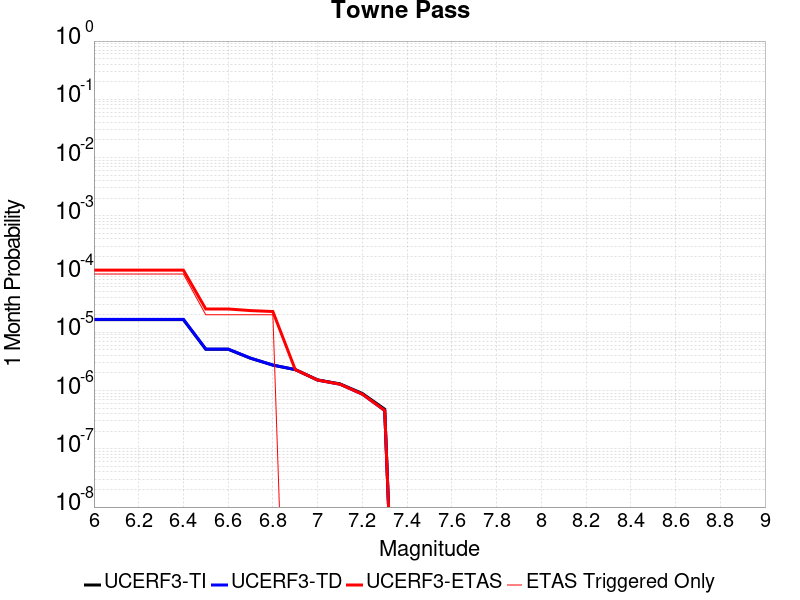 Towne Pass
1 Month Probability
10^0
10^-1
10^-2
10^-3
10^-4
10^-5
10^-6
10^-7
10^-8
6 6.2 6.4 6.6 6.8 7 7.2 7.4 7.6 7.8 8 8.2 8.4 8.6 8.8 9
Magnitude
UCERF3-TI UCERF3-TD UCERF3-ETAS ETAS Triggered Only